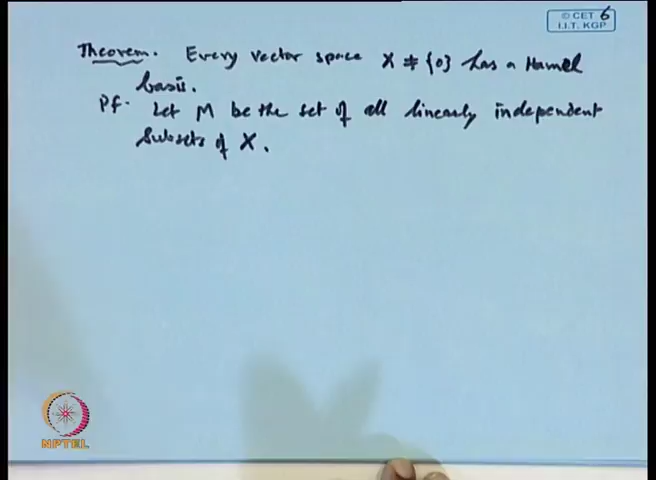 © CET 6
I.I.T. KGP
Theorem. Every vector space X ≠ {0} has a Hamel
basis.
Pf. Let M be the set of all linearly independent
Subsets of X.
NPTEL